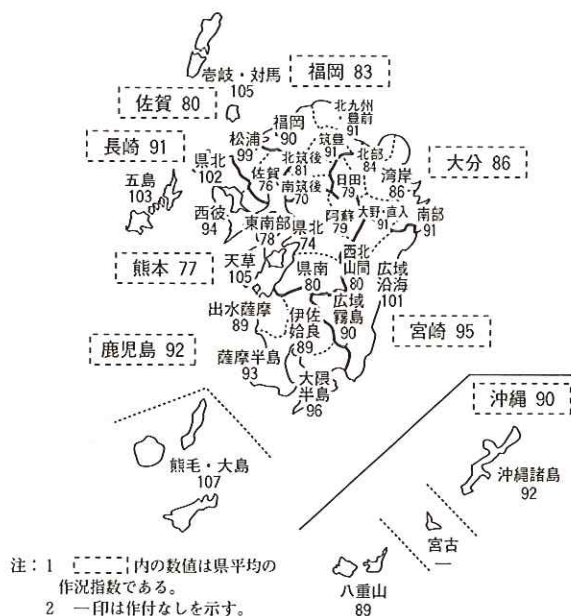 壱岐・対馬
105
福岡 83
佐賀 80
北九州
・
豊前
91
福岡
90
筑豊
91
松浦
99
長崎 91
北筑後
81
北部
84
大分 86
県北
102
佐賀
76
日田
79
湾岸
86
五島
103
南筑後
70
西彼
94
東南部
78
県北
74
阿蘇
79
大野・直入
91
南部
91
熊本 77
天草
105
県南
80
西北
山間
80
広域
沿海
101
出水薩摩
89
伊佐
姶良
89
広域
霧島
90
宮崎 95
鹿児島 92
薩摩半島
93
大隅
半島
96
沖縄 90
熊毛・大島
107
沖縄諸島
92
宮古
—
八重山
89
注:1 内の数値は県平均の
作況指数である。
2 —印は作付なしを示す。